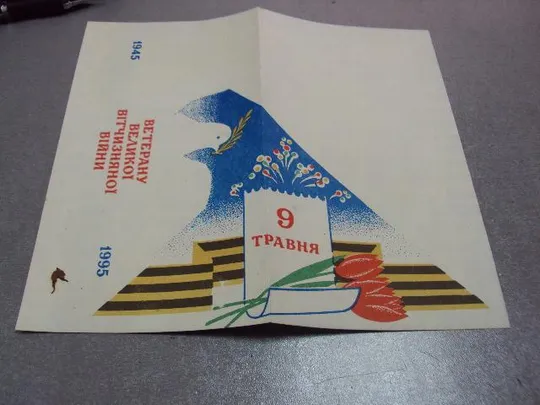 1945
ВЕТЕРАНУ
ВЕЛИКОЇ
ВІТЧИЗНЯНОЇ
ВІЙНИ
1995
9
ТРАВНЯ